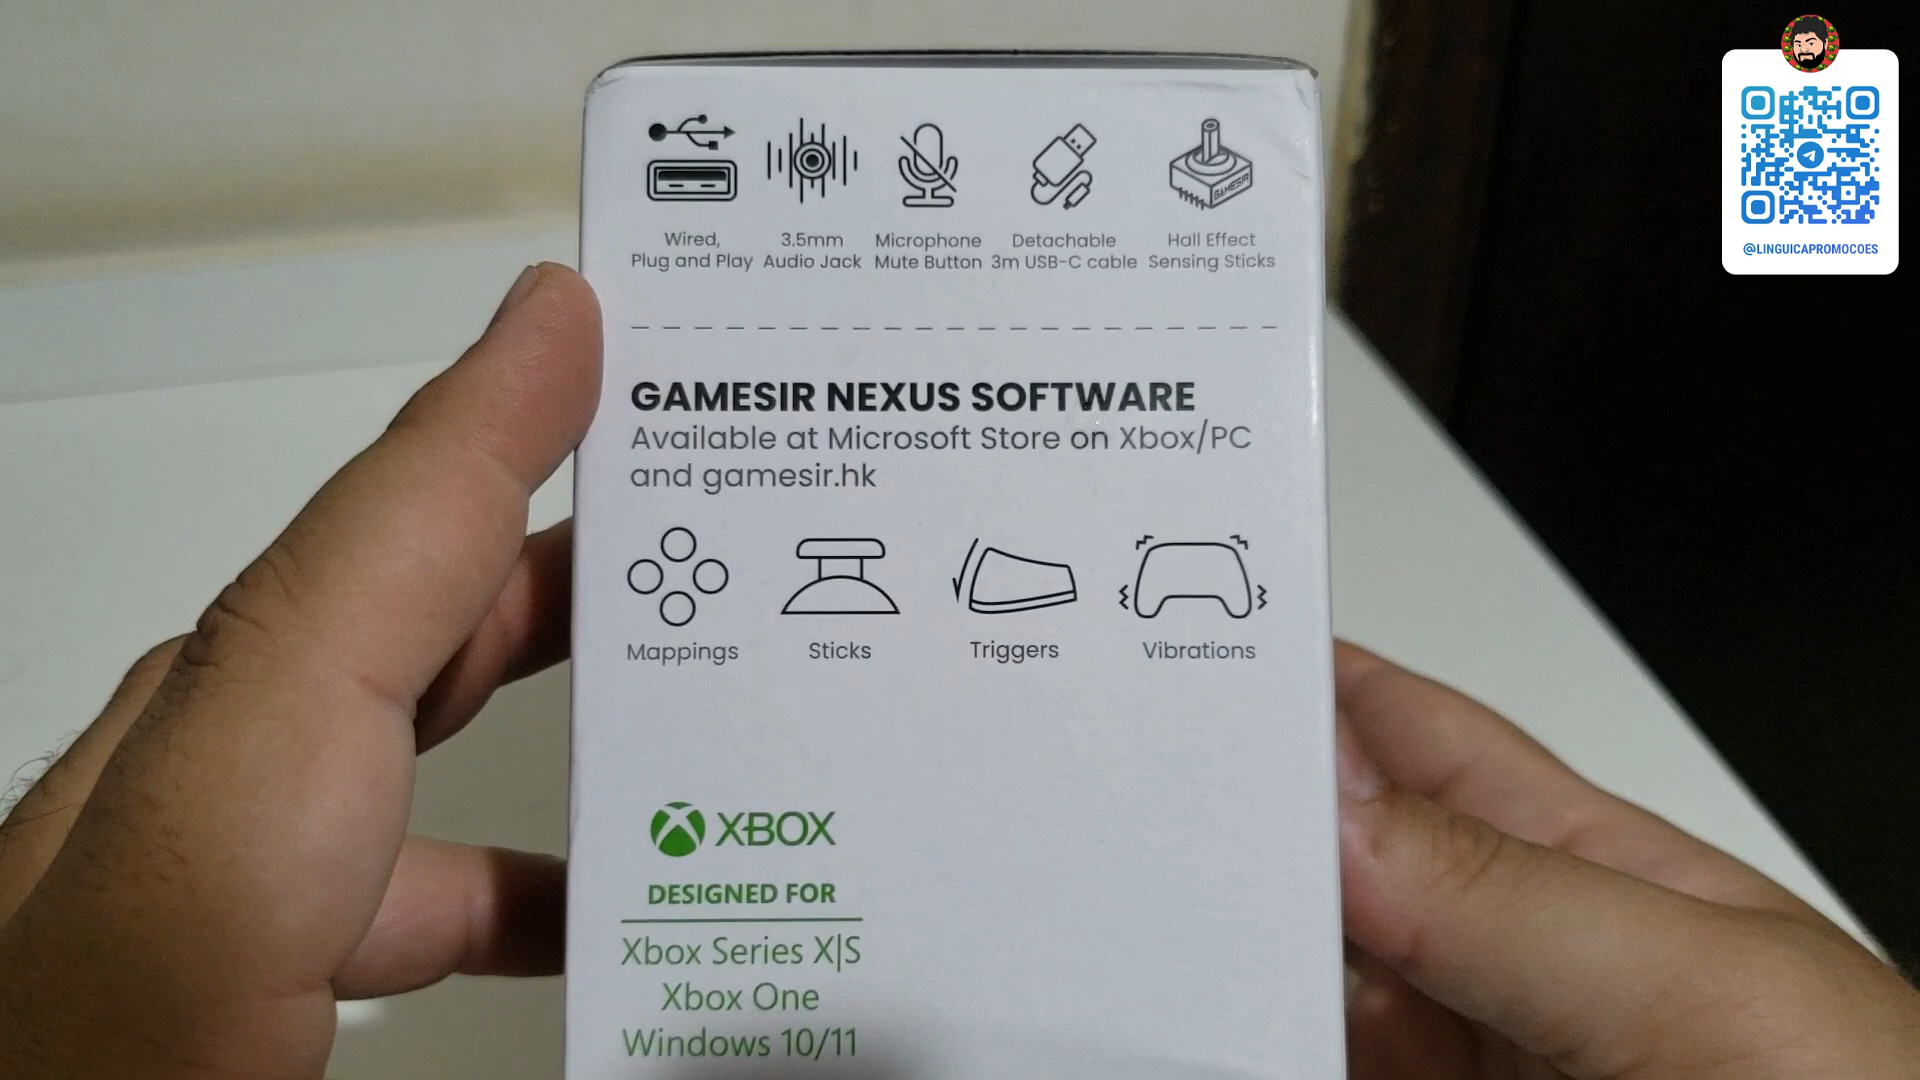 Wired,
Plug and Play
3.5mm
Audio Jack
Microphone
Mute Button
Detachable
3m USB-C cable
GAMESIR
Hall Effect
Sensing Sticks
GAMESIR NEXUS SOFTWARE
Available at Microsoft Store on Xbox/PC
and gamesir.hk
Mappings
Sticks
Triggers
Vibrations
XBOX
DESIGNED FOR
Xbox Series X|S
Xbox One
Windows 10/11
@LINGUICAPROMOCOES